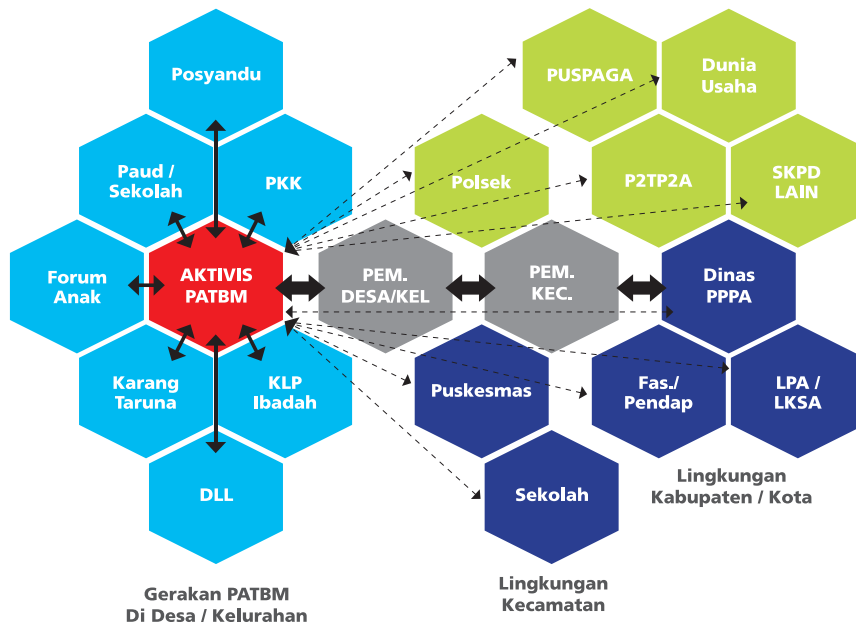 Posyandu
PUSPAGA
Dunia
Usaha
Paud /
Sekolah
PKK
Polsek
P2TP2A
SKPD
LAIN
Forum
Anak
AKTIVIS
PATBM
PEM.
DESA/KEL
PEM.
KEC.
Dinas
PPPA
Karang
Taruna
KLP
Ibadah
Puskesmas
Fas./
Pendap
LPA /
LKSA
DLL
Sekolah
Lingkungan
Kabupaten / Kota
Gerakan PATBM
Di Desa / Kelurahan
Lingkungan
Kecamatan